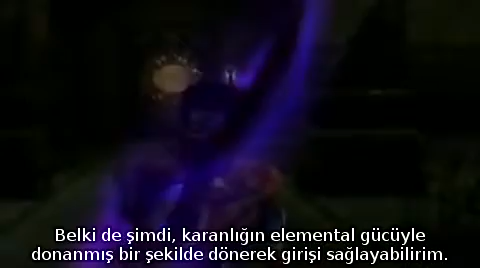 Belki de şimdi, karanlığın elemental gücüyle
donanmış bir şekilde dönerek girişi sağlayabilirim.